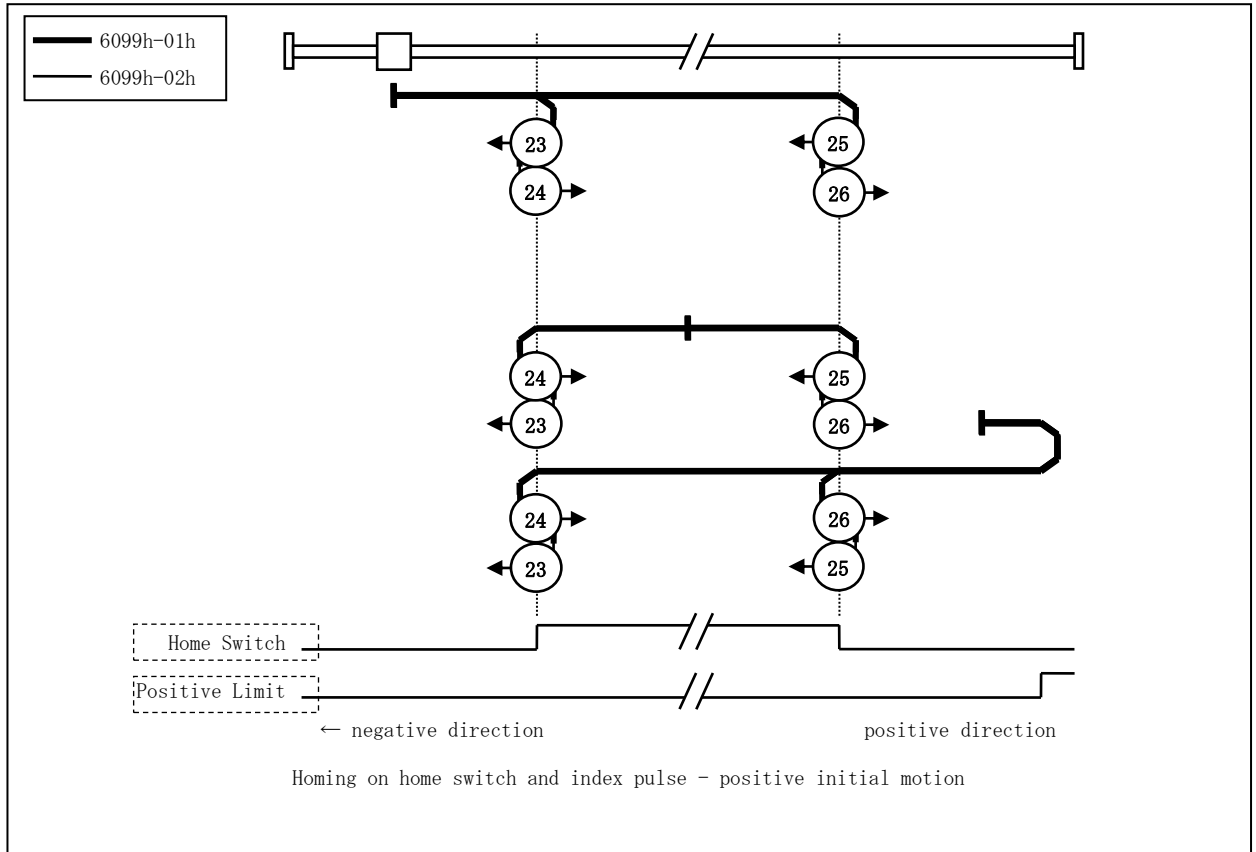 6099h-01h
6099h-02h
23 25
24 26
24 25
23 26
24 26
23 25
Home Switch
Positive Limit
← negative direction positive direction
Homing on home switch and index pulse - positive initial motion